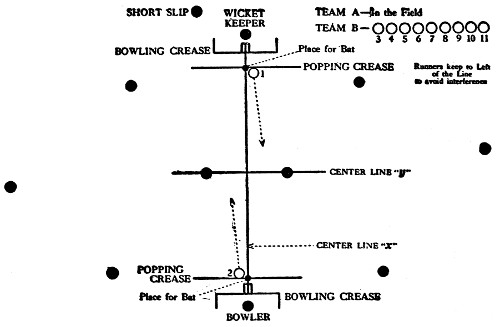 SHORT SLIP
WICKET
KEEPER
TEAM A—In the Field
TEAM B—
3 4 5 6 7 8 9 10 11
BOWLING CREASE
Place for Bat
POPPING CREASE
1
Runners keep to Left
of the Line
to avoid interference
CENTER LINE "Y"
CENTER LINE "X"
2
POPPING
CREASE
Place for Bat
BOWLING CREASE
BOWLER